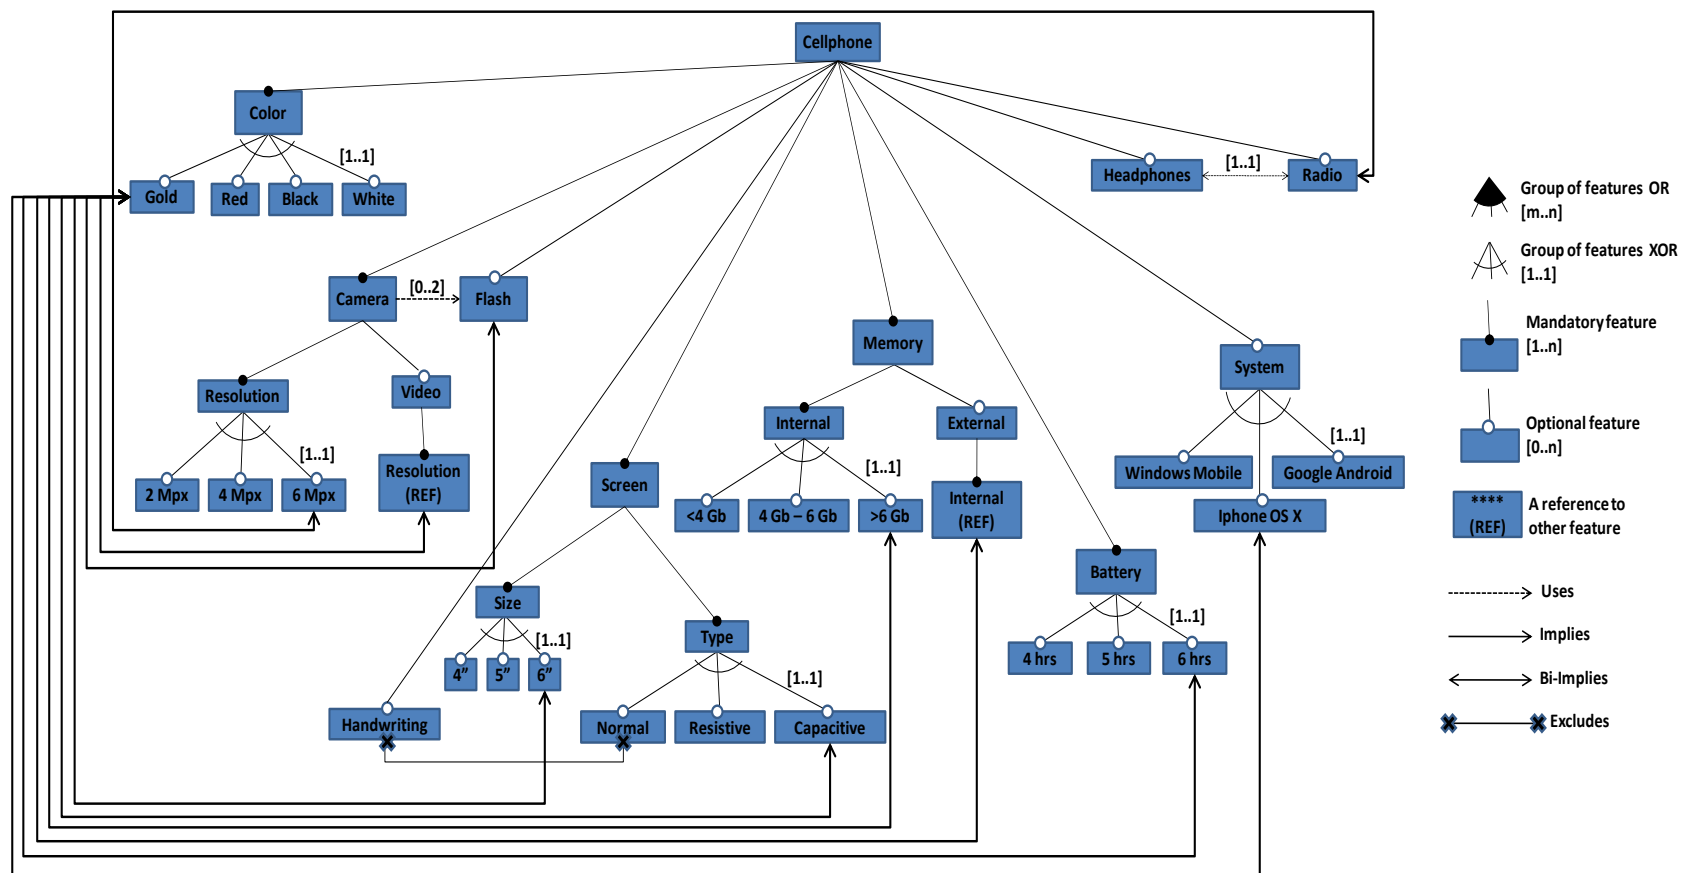 Cellphone
Color
[1..1]
Gold
Red
Black
White
Headphones
[1..1]
Radio
Camera
[0..2]
Flash
Memory
System
Resolution
Video
[1..1]
2 Mpx
4 Mpx
6 Mpx
Resolution
(REF)
Screen
Internal
External
[1..1]
<4 Gb
4 Gb – 6 Gb
>6 Gb
Internal
(REF)
[1..1]
Windows Mobile
Google Android
Iphone OS X
Size
[1..1]
4”
5”
6”
Type
[1..1]
Battery
[1..1]
4 hrs
5 hrs
6 hrs
Handwriting
Normal
Resistive
Capacitive
Group of features OR
[m..n]
Group of features XOR
[1..1]
Mandatory feature
[1..n]
Optional feature
[0..n]
****
(REF)
A reference to
other feature
Uses
Implies
Bi-Implies
Excludes